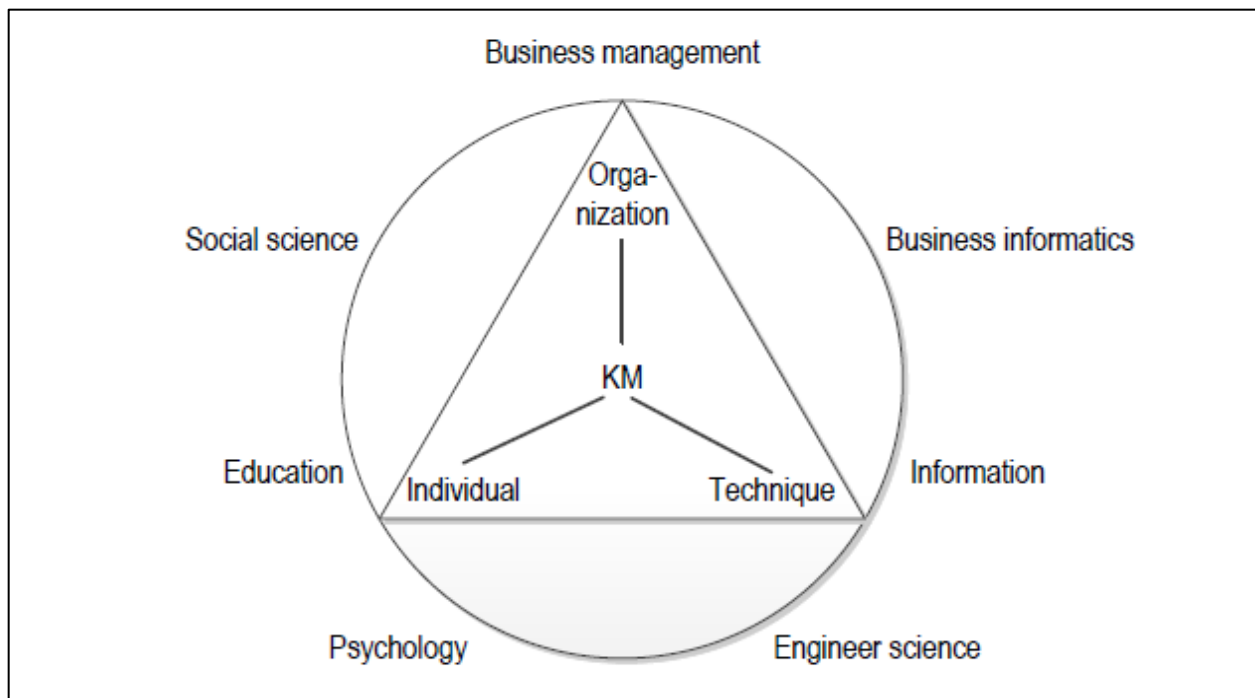 Business management
Orga-
nization
Social science
Business informatics
KM
Education
Individual
Technique
Information
Psychology
Engineer science